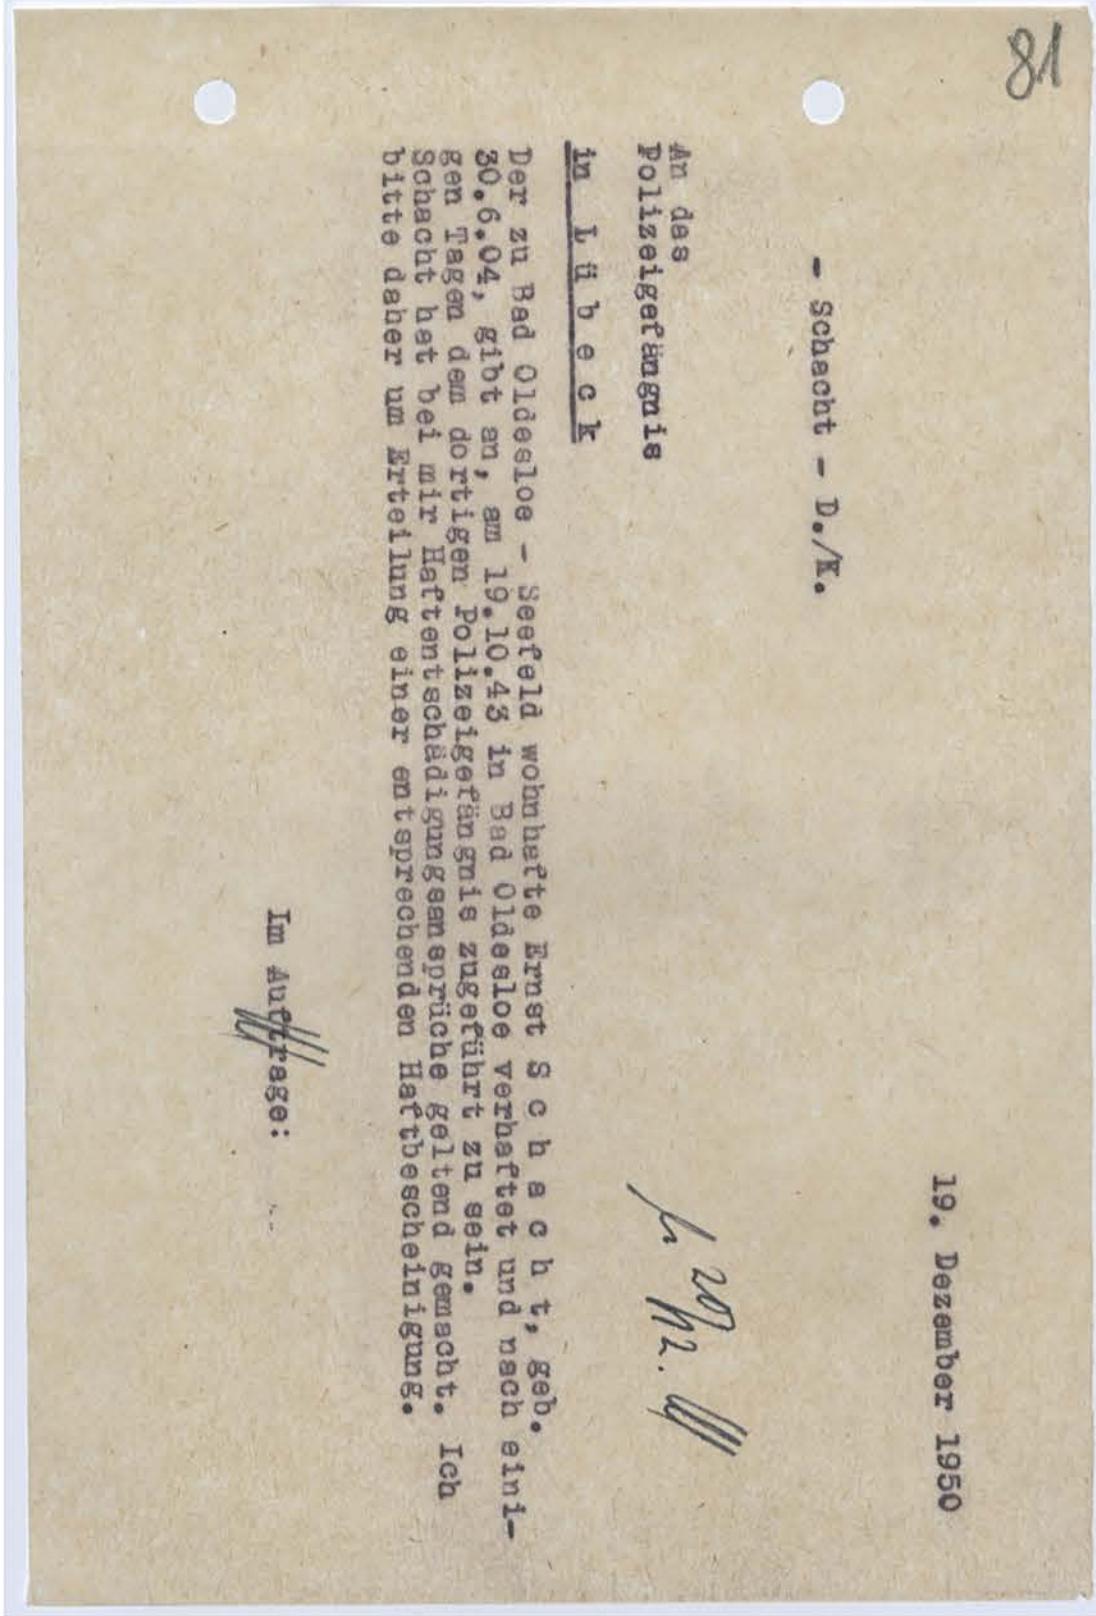 81
19. Dezember 1950
- Schacht - D./K.
An das
Polizeigefängnis
in L ü b e c k
20/12.
Der zu Bad Oldesloe - Seefeld wohnhafte Ernst S c h a c h t, geb.
30.6.04, gibt an, am 19.10.43 in Bad Oldesloe verhaftet und nach eini-
gen Tagen dem dortigen Polizeigefängnis zugeführt zu sein.
Schacht hat bei mir Haftentschädigungsansprüche geltend gemacht. Ich
bitte daher um Erteilung einer entsprechenden Haftbescheinigung.
Im Auftrage: